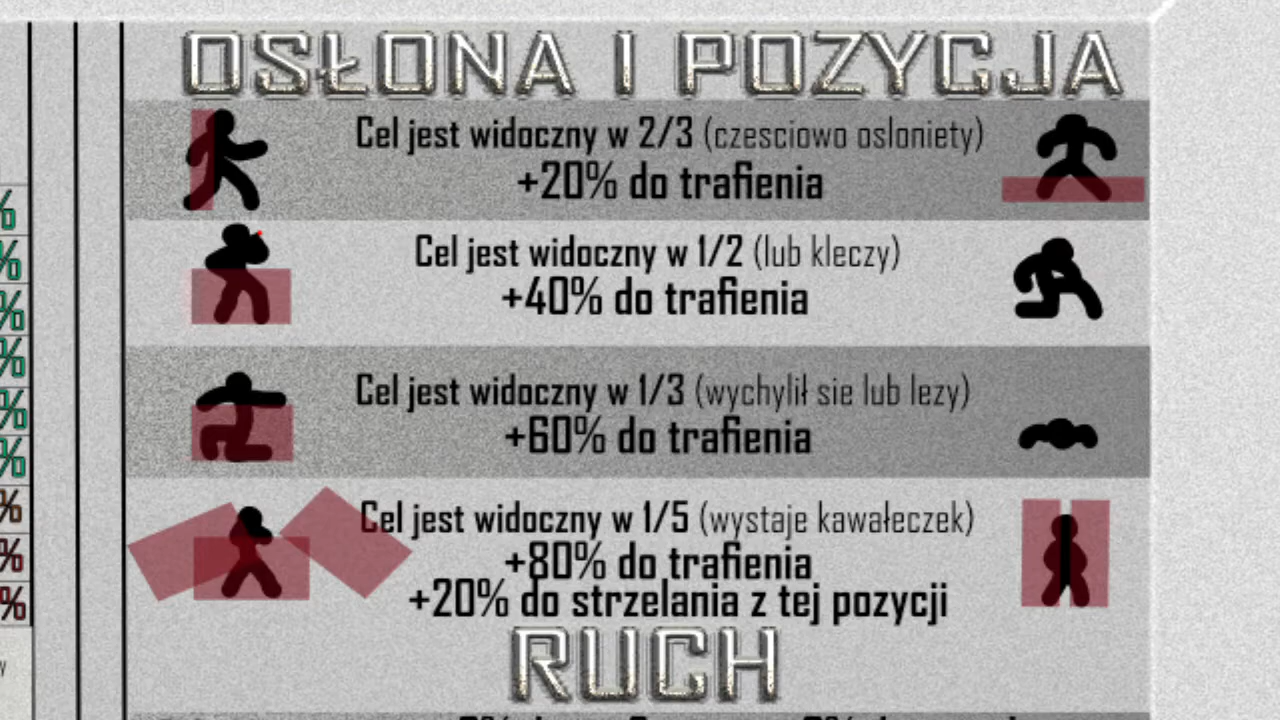 OSŁONA I POZYCJA
Cel jest widoczny w 2/3 (czesciowo osloniety)
+20% do trafienia
Cel jest widoczny w 1/2 (lub kleczy)
+40% do trafienia
Cel jest widoczny w 1/3 (wychylił sie lub lezy)
+60% do trafienia
Cel jest widoczny w 1/5 (wystaje kawałeczek)
+80% do trafienia
+20% do strzelania z tej pozycji
RUCH
%
%
%
%
%
%
%
%
%